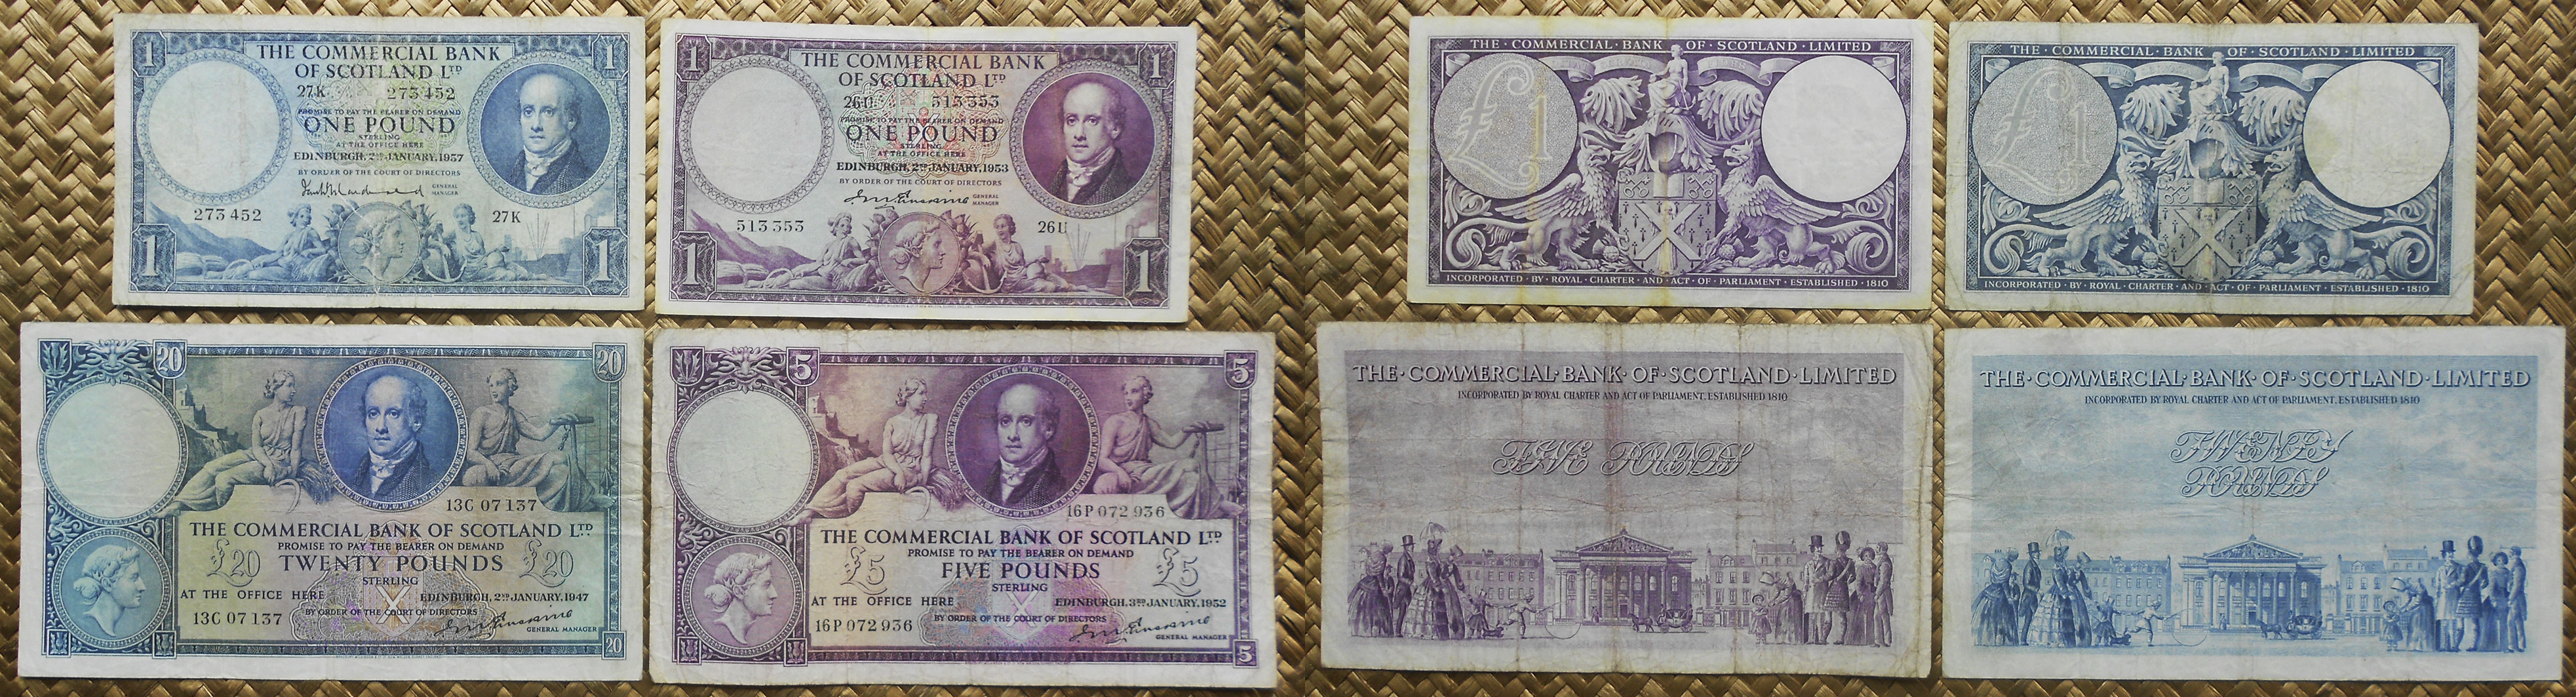 1 1
THE COMMERCIAL BANK
OF SCOTLAND LTD
27K 273452
PROMISE TO PAY THE BEARER ON DEMAND
ONE POUND
STERLING
AT THE OFFICE HERE
EDINBURGH, 2ND JANUARY, 1957
BY ORDER OF THE COURT OF DIRECTORS
GENERAL
MANAGER
273452 27K
1 1
1 1
THE COMMERCIAL BANK
OF SCOTLAND LTD
26U 513353
PROMISE TO PAY THE BEARER ON DEMAND
ONE POUND
STERLING
AT THE OFFICE HERE
EDINBURGH, 2ND JANUARY, 1953
BY ORDER OF THE COURT OF DIRECTORS
GENERAL
MANAGER
513353 26U
1 1
THE · COMMERCIAL · BANK OF · SCOTLAND · LIMITED
£1
INCORPORATED · BY · ROYAL · CHARTER · AND · ACT · OF · PARLIAMENT · ESTABLISHED · 1810
THE · COMMERCIAL · BANK OF · SCOTLAND · LIMITED
£1
INCORPORATED · BY · ROYAL · CHARTER · AND · ACT · OF · PARLIAMENT · ESTABLISHED · 1810
20 20
13C 07137
THE COMMERCIAL BANK OF SCOTLAND LTD
PROMISE TO PAY THE BEARER ON DEMAND
£20 TWENTY POUNDS £20
STERLING
AT THE OFFICE HERE EDINBURGH, 2ND JANUARY, 1947
BY ORDER OF THE COURT OF DIRECTORS
13C 07137
GENERAL MANAGER
20
5 5
16P 072936
THE COMMERCIAL BANK OF SCOTLAND LTD
PROMISE TO PAY THE BEARER ON DEMAND
£5 FIVE POUNDS £5
STERLING
AT THE OFFICE HERE EDINBURGH, 3RD JANUARY, 1952
BY ORDER OF THE COURT OF DIRECTORS
16P 072936
GENERAL MANAGER
5
THE · COMMERCIAL · BANK · OF · SCOTLAND · LIMITED
INCORPORATED BY ROYAL CHARTER AND ACT OF PARLIAMENT, ESTABLISHED 1810
FIVE POUNDS
THE · COMMERCIAL · BANK · OF · SCOTLAND · LIMITED
INCORPORATED BY ROYAL CHARTER AND ACT OF PARLIAMENT, ESTABLISHED 1810
TWENTY
POUNDS